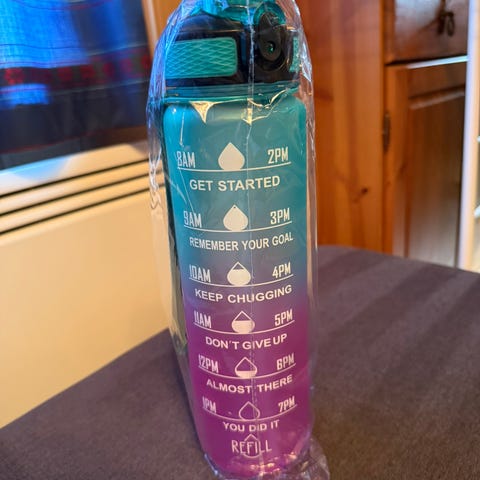 8AM 2PM
GET STARTED
9AM 3PM
REMEMBER YOUR GOAL
10AM 4PM
KEEP CHUGGING
11AM 5PM
DON'T GIVE UP
12PM 6PM
ALMOST THERE
1PM 7PM
YOU DID IT
REFILL